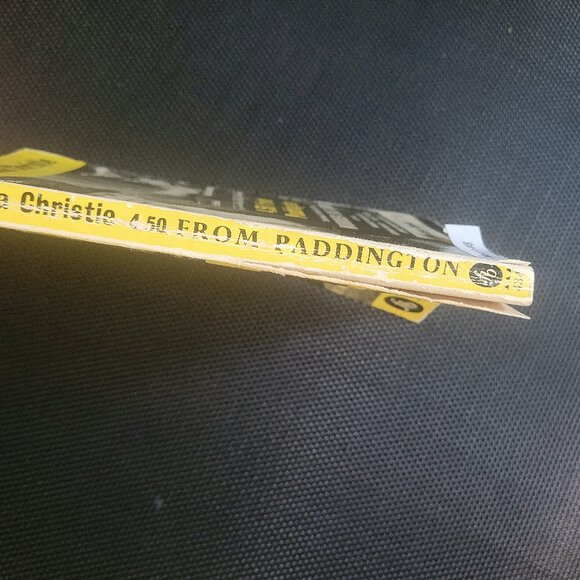 a Christie 4.50 FROM PADDINGTON